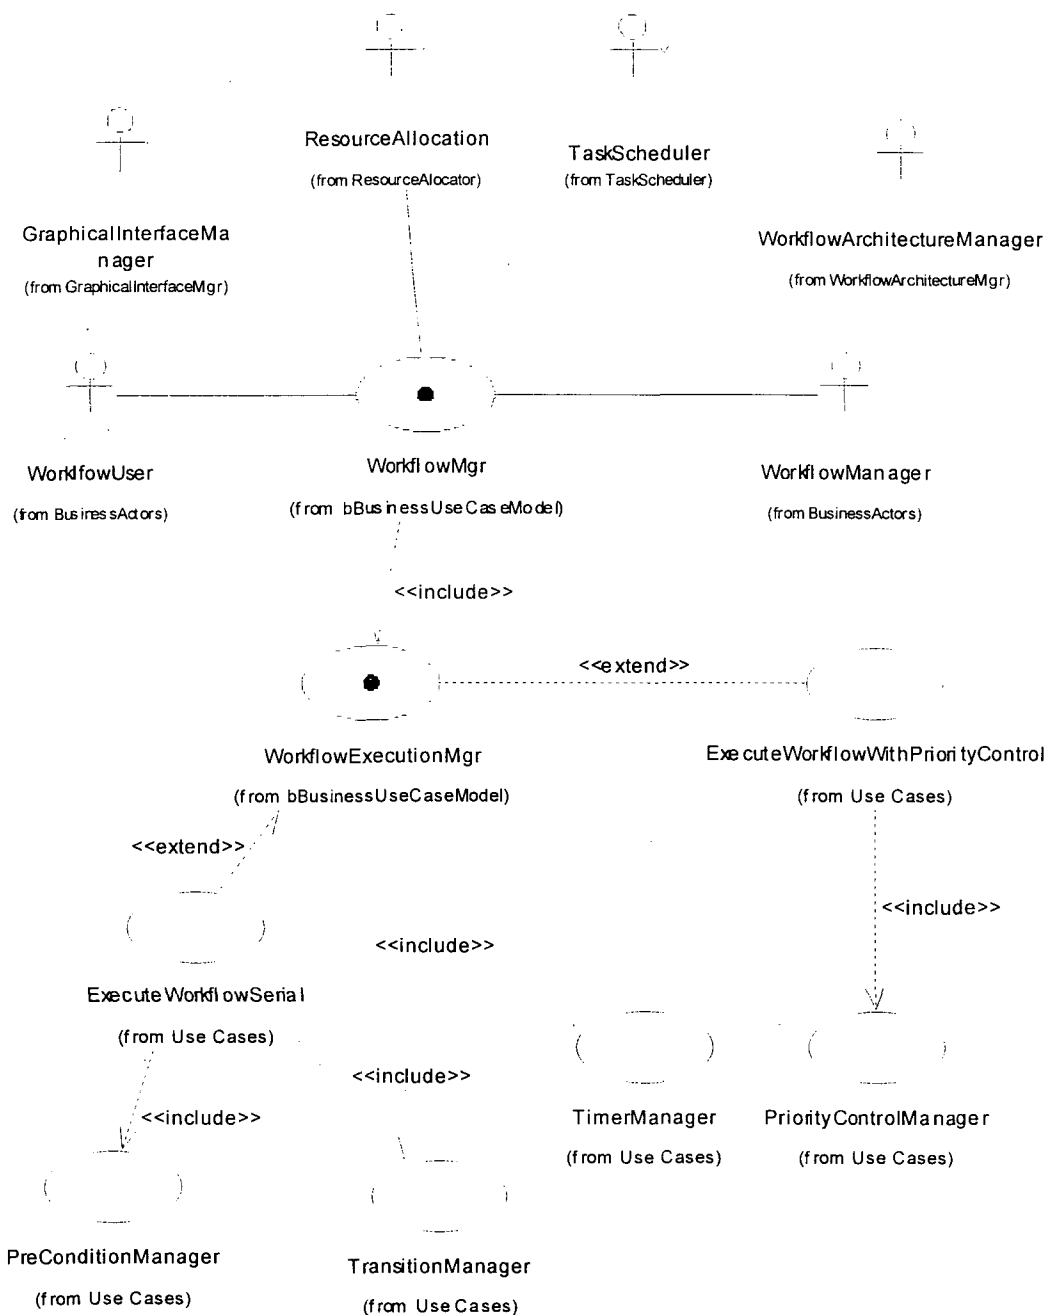 ResourceAllocation
(from ResourceAlocator)
TaskScheduler
(from TaskScheduler)
GraphicalInterfaceMa
nager
(from GraphicalInterfaceMgr)
WorkflowArchitectureManager
(from WorkflowArchitectureMgr)
WorklfowUser
(from BusinessActors)
WorkflowMgr
(from bBusinessUseCaseModel)
WorkflowManager
(from BusinessActors)
<<include>>
<<extend>>
WorkflowExecutionMgr
(from bBusinessUseCaseModel)
ExecuteWorkflowWithPriorityControl
(from Use Cases)
<<extend>>
<<include>>
<<include>>
ExecuteWorkflowSerial
(from Use Cases)
<<include>>
<<include>>
TimerManager
(from Use Cases)
PriorityControlManager
(from Use Cases)
PreConditionManager
(from Use Cases)
TransitionManager
(from Use Cases)